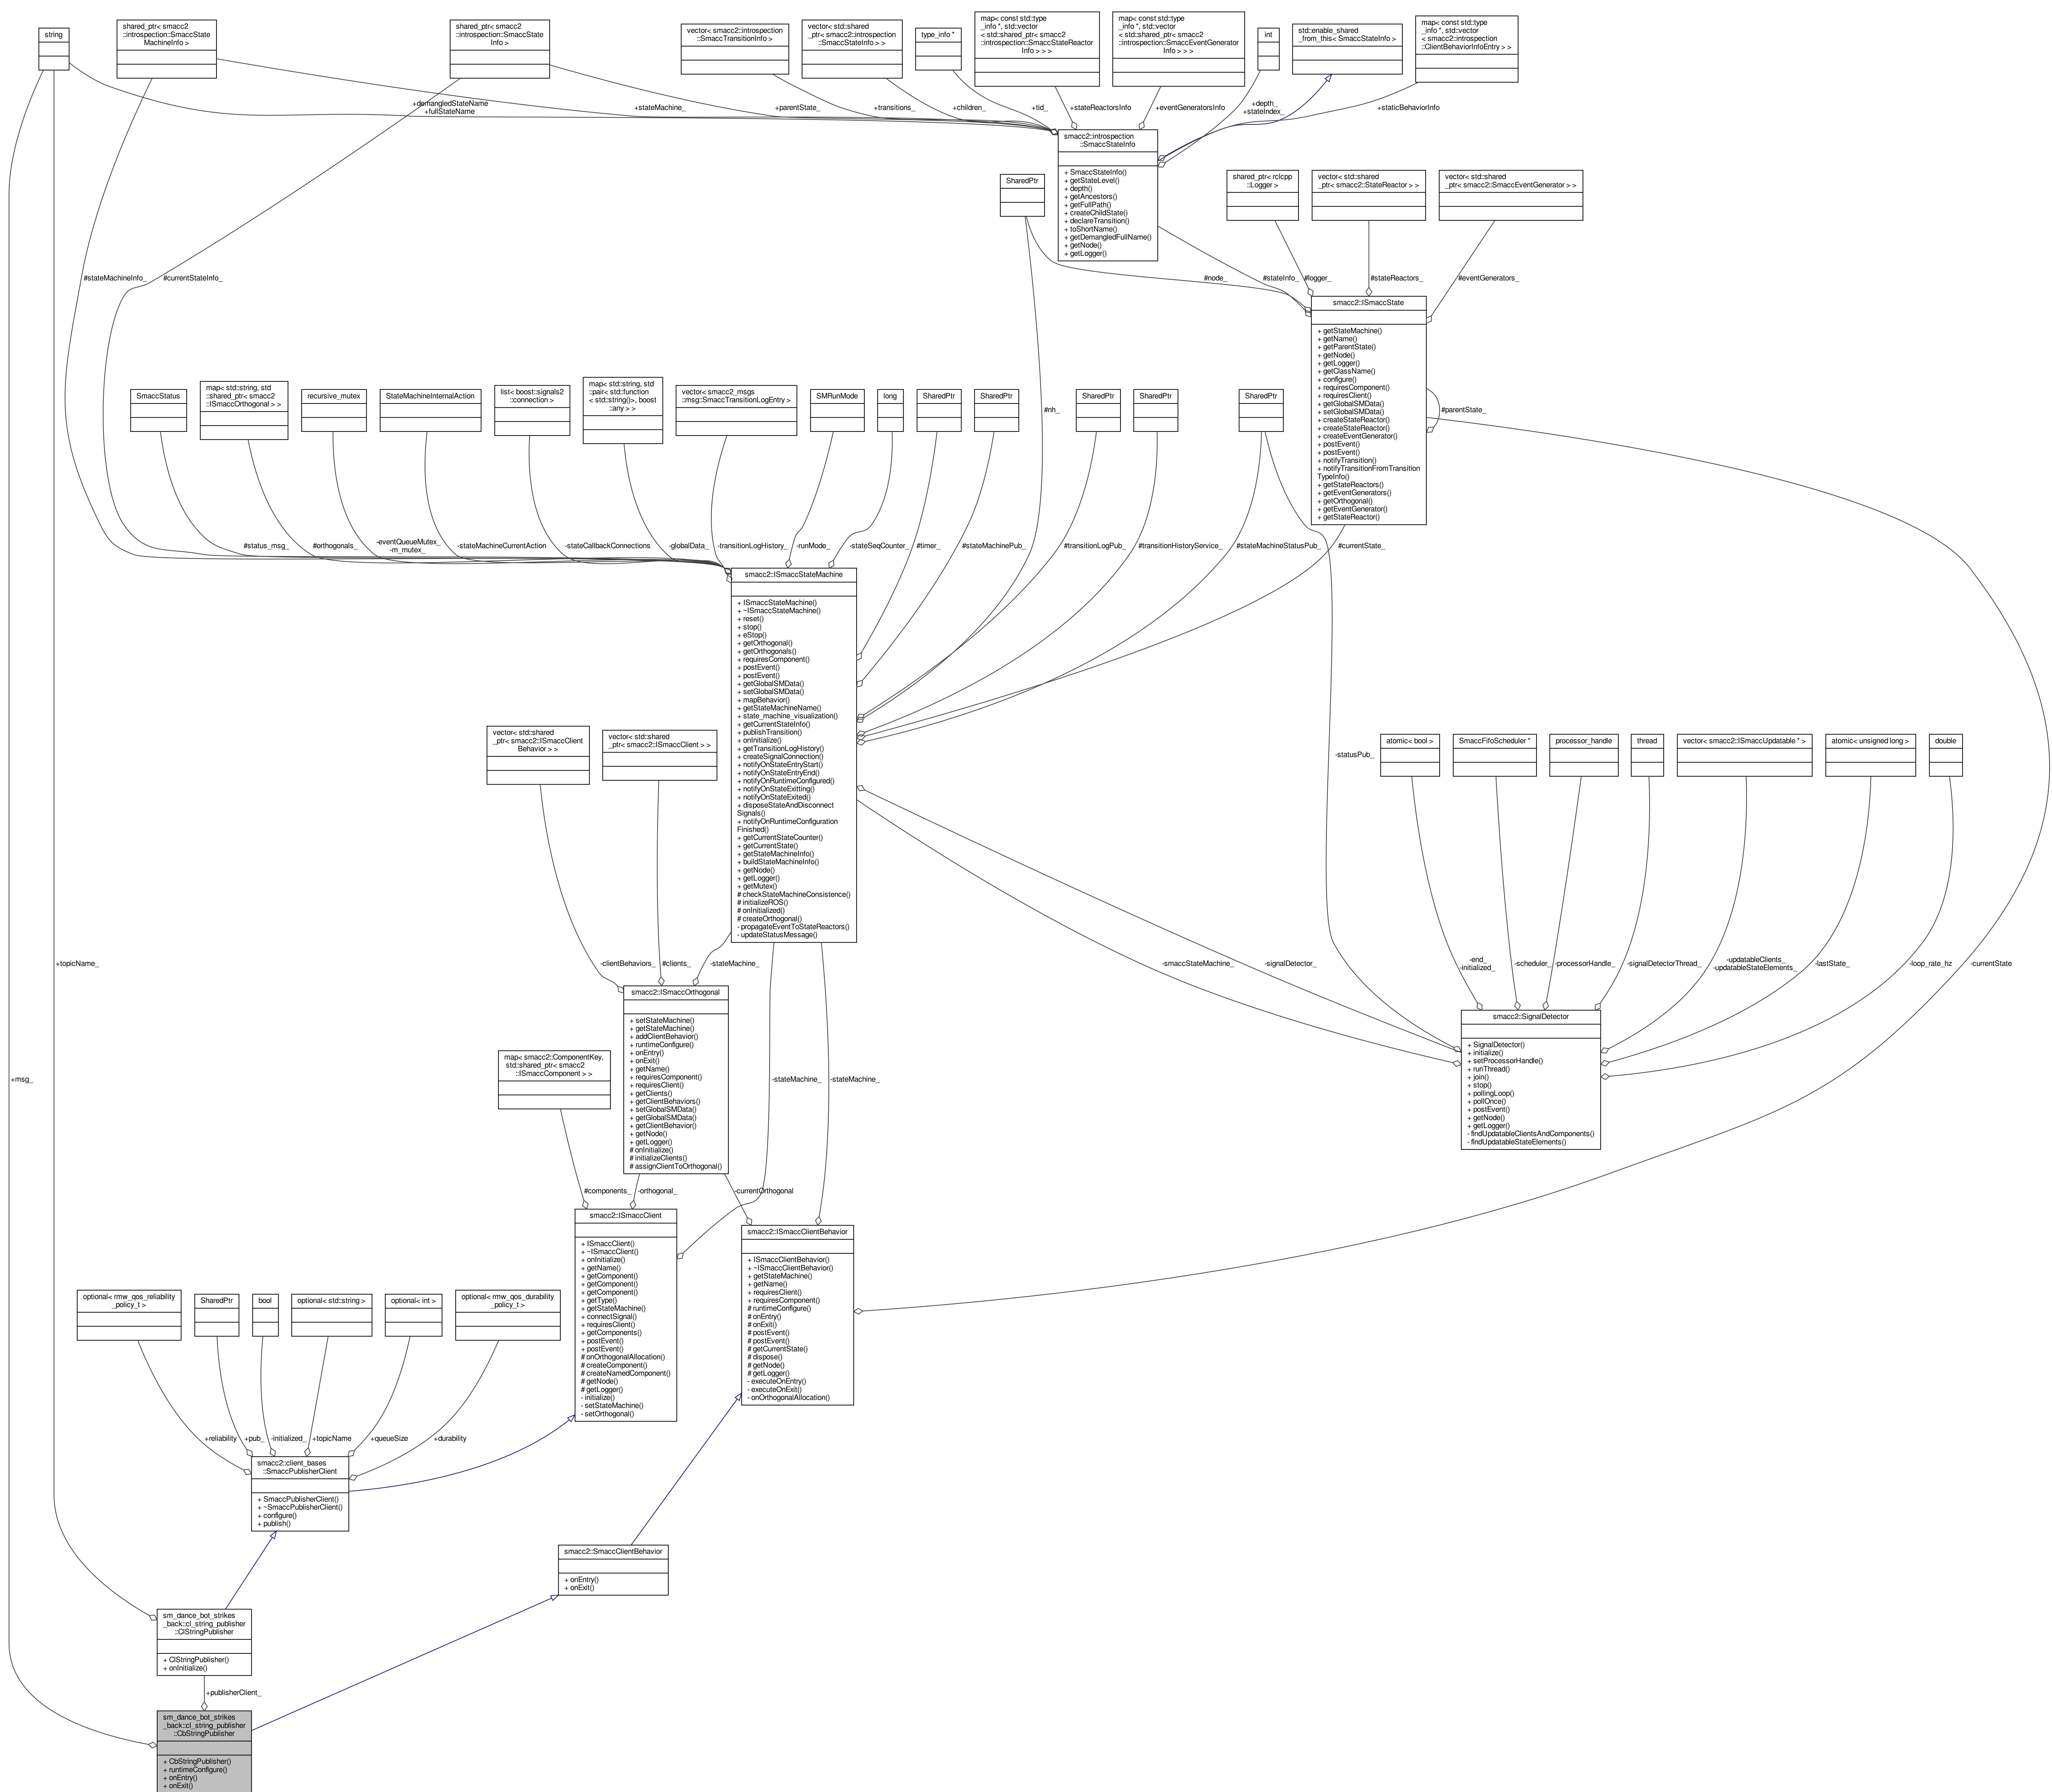 string
shared_ptr< smacc2
::introspection::SmaccState
MachineInfo >
shared_ptr< smacc2
::introspection::SmaccState
Info >
vector< smacc2::introspection
::SmaccTransitionInfo >
vector< std::shared
_ptr< smacc2::introspection
::SmaccStateInfo > >
type_info *
map< const std::type
_info *, std::vector
< std::shared_ptr< smacc2
::introspection::SmaccStateReactor
Info > > >
map< const std::type
_info *, std::vector
< std::shared_ptr< smacc2
::introspection::SmaccEventGenerator
Info > > >
int
std::enable_shared
_from_this< SmaccStateInfo >
map< const std::type
_info *, std::vector
< smacc2::introspection
::ClientBehaviorInfoEntry > >
+demangledStateName
+fullStateName
+stateMachine_
+parentState_
+transitions_
+children_
+tid_
+stateReactorsInfo
+eventGeneratorsInfo
+depth_
+stateIndex_
+staticBehaviorInfo
smacc2::introspection
::SmaccStateInfo
+ SmaccStateInfo()
+ getStateLevel()
+ depth()
+ getAncestors()
+ getFullPath()
+ createChildState()
+ declareTransition()
+ toShortName()
+ getDemangledFullName()
+ getNode()
+ getLogger()
SharedPtr
shared_ptr< rclcpp
::Logger >
vector< std::shared
_ptr< smacc2::StateReactor > >
vector< std::shared
_ptr< smacc2::SmaccEventGenerator > >
#stateMachineInfo_
#currentStateInfo_
#node_
#stateInfo_
#logger_
#stateReactors_
#eventGenerators_
smacc2::ISmaccState
+ getStateMachine()
+ getName()
+ getParentState()
+ getNode()
+ getLogger()
+ getClassName()
+ configure()
+ requiresComponent()
+ requiresClient()
+ getGlobalSMData()
+ setGlobalSMData()
+ createStateReactor()
+ createStateReactor()
+ createEventGenerator()
+ postEvent()
+ postEvent()
+ notifyTransition()
+ notifyTransitionFromTransition
TypeInfo()
+ getStateReactors()
+ getEventGenerators()
+ getOrthogonal()
+ getEventGenerator()
+ getStateReactor()
#parentState_
SmaccStatus
map< std::string, std
::shared_ptr< smacc2
::ISmaccOrthogonal > >
recursive_mutex
StateMachineInternalAction
list< boost::signals2
::connection >
map< std::string, std
::pair< std::function
< std::string()>, boost
::any > >
vector< smacc2_msgs
::msg::SmaccTransitionLogEntry >
SMRunMode
long
SharedPtr
SharedPtr
#nh_
SharedPtr
SharedPtr
SharedPtr
#status_msg_
#orthogonals_
-eventQueueMutex_
-m_mutex_
-stateMachineCurrentAction
-stateCallbackConnections
-globalData_
-transitionLogHistory_
-runMode_
-stateSeqCounter_
#timer_
#stateMachinePub_
#transitionLogPub_
#transitionHistoryService_
#stateMachineStatusPub_
#currentState_
smacc2::ISmaccStateMachine
+ ISmaccStateMachine()
+ ~ISmaccStateMachine()
+ reset()
+ stop()
+ eStop()
+ getOrthogonal()
+ getOrthogonals()
+ requiresComponent()
+ postEvent()
+ postEvent()
+ getGlobalSMData()
+ setGlobalSMData()
+ mapBehavior()
+ getStateMachineName()
+ state_machine_visualization()
+ getCurrentStateInfo()
+ publishTransition()
+ onInitialize()
+ getTransitionLogHistory()
+ createSignalConnection()
+ notifyOnStateEntryStart()
+ notifyOnStateEntryEnd()
+ notifyOnRuntimeConfigured()
+ notifyOnStateExitting()
+ notifyOnStateExited()
+ disposeStateAndDisconnect
Signals()
+ notifyOnRuntimeConfiguration
Finished()
+ getCurrentStateCounter()
+ getCurrentState()
+ getStateMachineInfo()
+ buildStateMachineInfo()
+ getNode()
+ getLogger()
+ getMutex()
# checkStateMachineConsistence()
# initializeROS()
# onInitialized()
# createOrthogonal()
- propagateEventToStateReactors()
- updateStatusMessage()
vector< std::shared
_ptr< smacc2::ISmaccClient
Behavior > >
vector< std::shared
_ptr< smacc2::ISmaccClient > >
-statusPub_
atomic< bool >
SmaccFifoScheduler *
processor_handle
thread
vector< smacc2::ISmaccUpdatable * >
atomic< unsigned long >
double
+topicName_
-clientBehaviors_
#clients_
-stateMachine_
-smaccStateMachine_
-signalDetector_
-end_
-initialized_
-scheduler_
-processorHandle_
-signalDetectorThread_
-updatableClients_
-updatableStateElements_
-lastState_
-loop_rate_hz
-currentState
smacc2::ISmaccOrthogonal
+ setStateMachine()
+ getStateMachine()
+ addClientBehavior()
+ runtimeConfigure()
+ onEntry()
+ onExit()
+ getName()
+ requiresComponent()
+ requiresClient()
+ getClients()
+ getClientBehaviors()
+ setGlobalSMData()
+ getGlobalSMData()
+ getClientBehavior()
+ getNode()
+ getLogger()
# onInitialize()
# initializeClients()
# assignClientToOrthogonal()
smacc2::SignalDetector
+ SignalDetector()
+ initialize()
+ setProcessorHandle()
+ runThread()
+ join()
+ stop()
+ pollingLoop()
+ pollOnce()
+ postEvent()
+ getNode()
+ getLogger()
- findUpdatableClientsAndComponents()
- findUpdatableStateElements()
map< smacc2::ComponentKey,
std::shared_ptr< smacc2
::ISmaccComponent > >
+msg_
-stateMachine_
-stateMachine_
#components_
-orthogonal_
-currentOrthogonal
smacc2::ISmaccClient
+ ISmaccClient()
+ ~ISmaccClient()
+ onInitialize()
+ getName()
+ getComponent()
+ getComponent()
+ getComponent()
+ getType()
+ getStateMachine()
+ connectSignal()
+ requiresClient()
+ getComponents()
+ postEvent()
+ postEvent()
# onOrthogonalAllocation()
# createComponent()
# createNamedComponent()
# getNode()
# getLogger()
- initialize()
- setStateMachine()
- setOrthogonal()
smacc2::ISmaccClientBehavior
+ ISmaccClientBehavior()
+ ~ISmaccClientBehavior()
+ getStateMachine()
+ getName()
+ requiresClient()
+ requiresComponent()
# runtimeConfigure()
# onEntry()
# onExit()
# postEvent()
# postEvent()
# getCurrentState()
# dispose()
# getNode()
# getLogger()
- executeOnEntry()
- executeOnExit()
- onOrthogonalAllocation()
optional< rmw_qos_reliability
_policy_t >
SharedPtr
bool
optional< std::string >
optional< int >
optional< rmw_qos_durability
_policy_t >
+reliability
+pub_
-initialized_
+topicName
+queueSize
+durability
smacc2::client_bases
::SmaccPublisherClient
+ SmaccPublisherClient()
+ ~SmaccPublisherClient()
+ configure()
+ publish()
smacc2::SmaccClientBehavior
+ onEntry()
+ onExit()
sm_dance_bot_strikes
_back::cl_string_publisher
::ClStringPublisher
+ ClStringPublisher()
+ onInitialize()
+publisherClient_
sm_dance_bot_strikes
_back::cl_string_publisher
::CbStringPublisher
+ CbStringPublisher()
+ runtimeConfigure()
+ onEntry()
+ onExit()